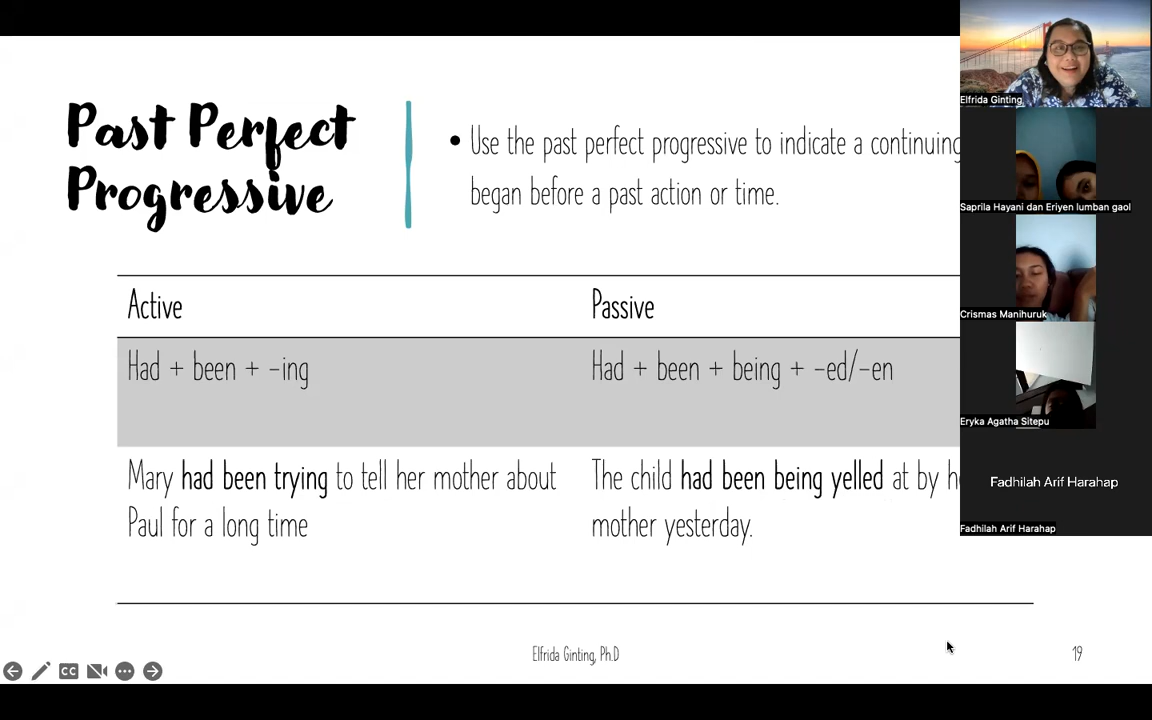 Past Perfect
Progressive
• Use the past perfect progressive to indicate a continuing
began before a past action or time.
Active
Passive
Had + been + -ing
Had + been + being + -ed/-en
Mary had been trying to tell her mother about
Paul for a long time
The child had been being yelled at by
mother yesterday.
Elfrida Ginting, Ph.D
19
CC
Elfrida Ginting
Saprila Hayani dan Eriyen lumban gaol
Crismas Manihuruk
Eryka Agatha Sitepu
Fadhilah Arif Harahap
Fadhilah Arif Harahap